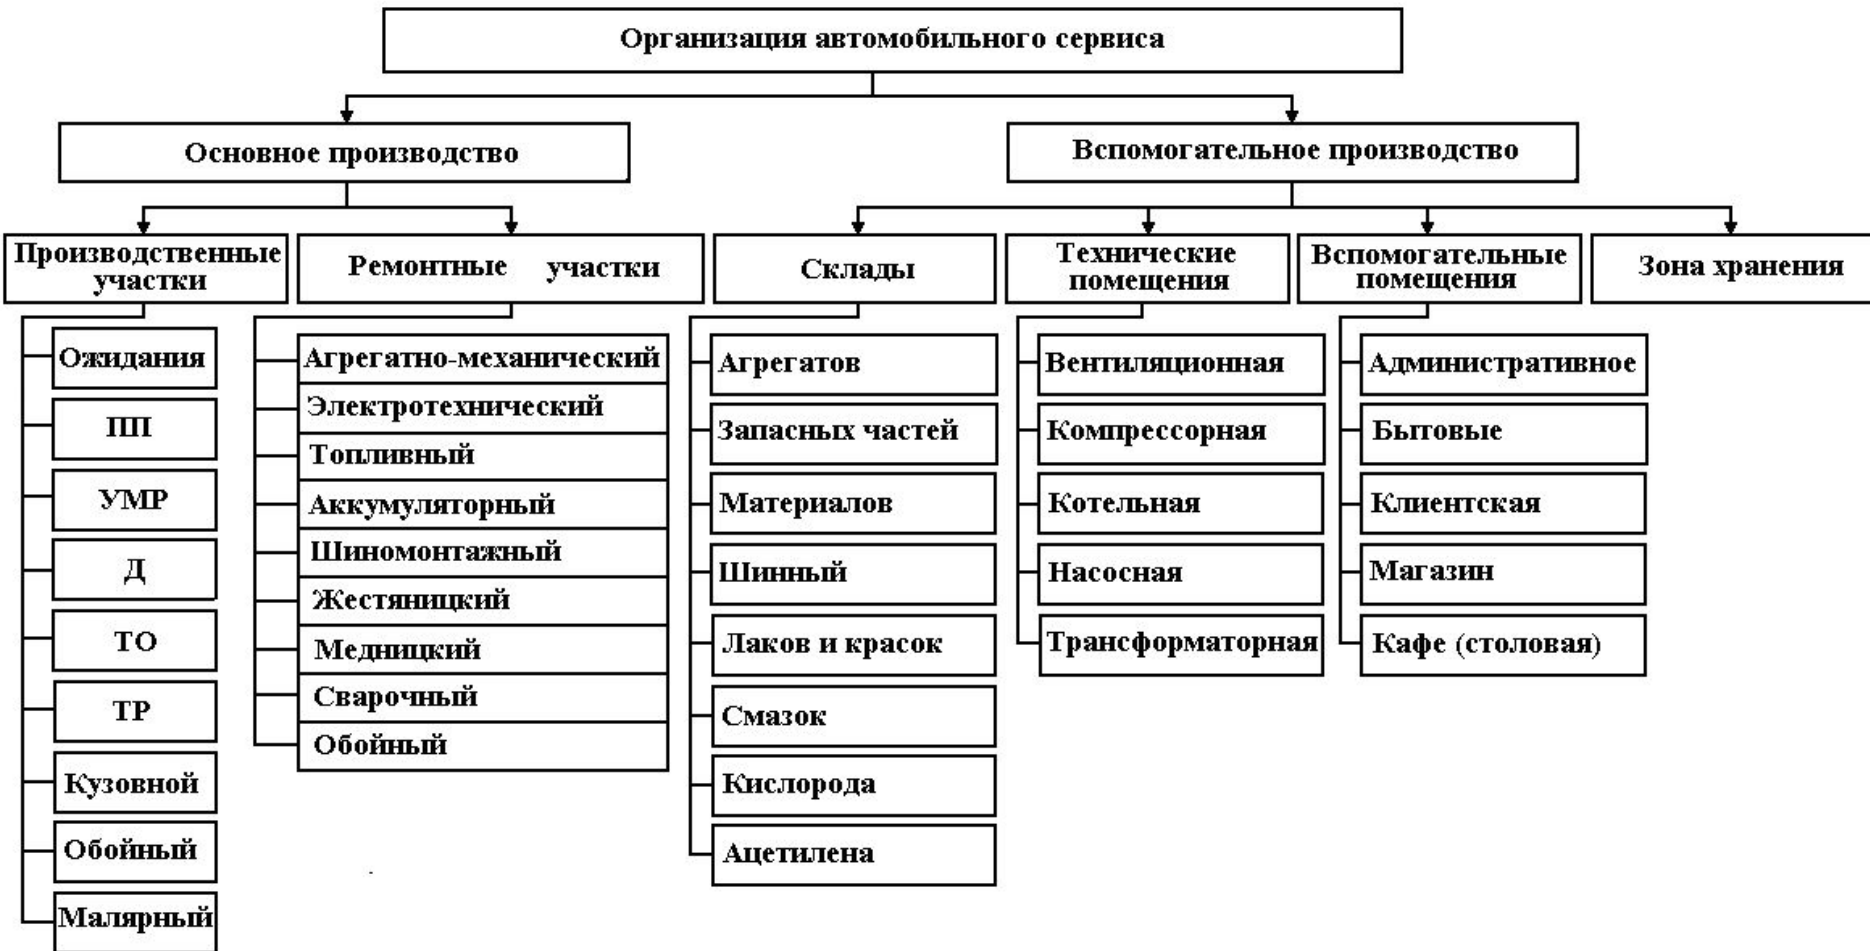 Организация автомобильного сервиса
Основное производство
Вспомогательное производство
Производственные
участки
Ремонтные участки
Склады
Технические
помещения
Вспомогательные
помещения
Зона хранения
Ожидания
ПП
УМР
Д
ТО
ТР
Кузовной
Обойный
Малярный
Агрегатно-механический
Электротехнический
Топливный
Аккумуляторный
Шиномонтажный
Жестяницкий
Медницкий
Сварочный
Обойный
Агрегатов
Запасных частей
Материалов
Шинный
Лаков и красок
Смазок
Кислорода
Ацетилена
Вентиляционная
Компрессорная
Котельная
Насосная
Трансформаторная
Административное
Бытовые
Клиентская
Магазин
Кафе (столовая)